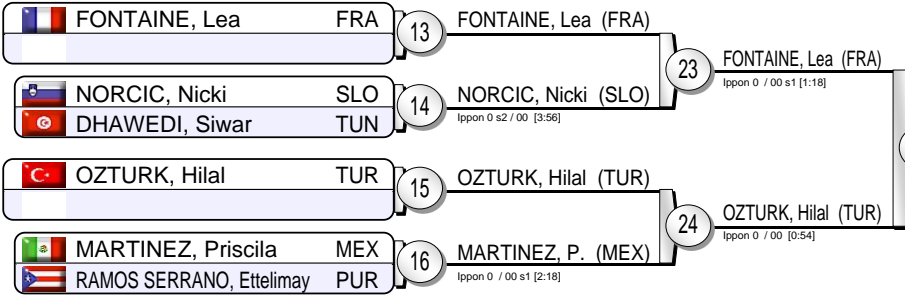 FONTAINE, Lea FRA
13
FONTAINE, Lea (FRA)
23
FONTAINE, Lea (FRA)
Ippon 0 / 00 s1 [1:18]
NORCIC, Nicki SLO
DHAWEDI, Siwar TUN
14
NORCIC, Nicki (SLO)
Ippon 0 s2 / 00 [3:56]
OZTURK, Hilal TUR
15
OZTURK, Hilal (TUR)
24
OZTURK, Hilal (TUR)
Ippon 0 / 00 [0:54]
MARTINEZ, Priscila MEX
RAMOS SERRANO, Ettelimay PUR
16
MARTINEZ, P. (MEX)
Ippon 0 / 00 s1 [2:18]